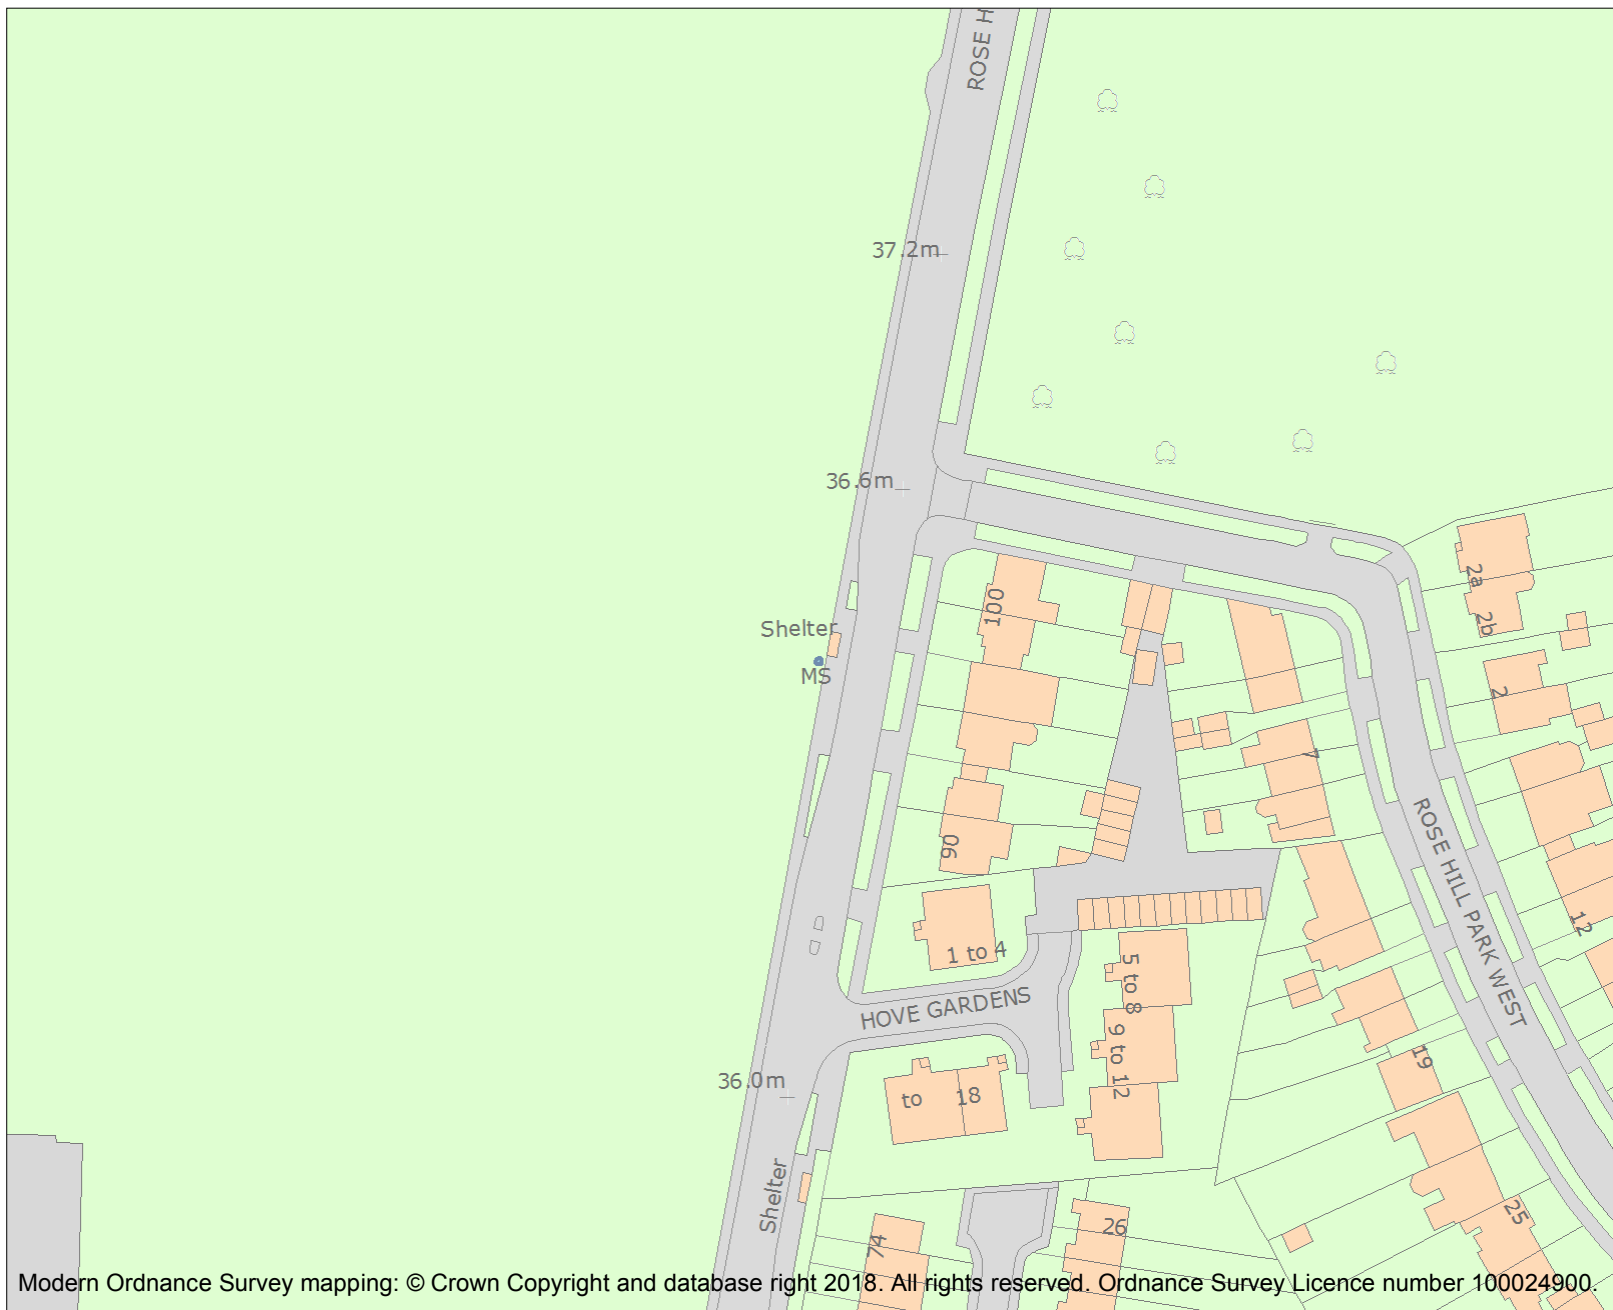 ROSE H
37.2m
36.6m
2a
2b
100
Shelter
MS
2
7
ROSE HILL PARK WEST
90
12
1 to 4
5 to 8
HOVE GARDENS
9 to 12
19
36.0m
to 18
Shelter
25
26
74
Modern Ordnance Survey mapping: © Crown Copyright and database right 2018. All rights reserved. Ordnance Survey Licence number 100024900.